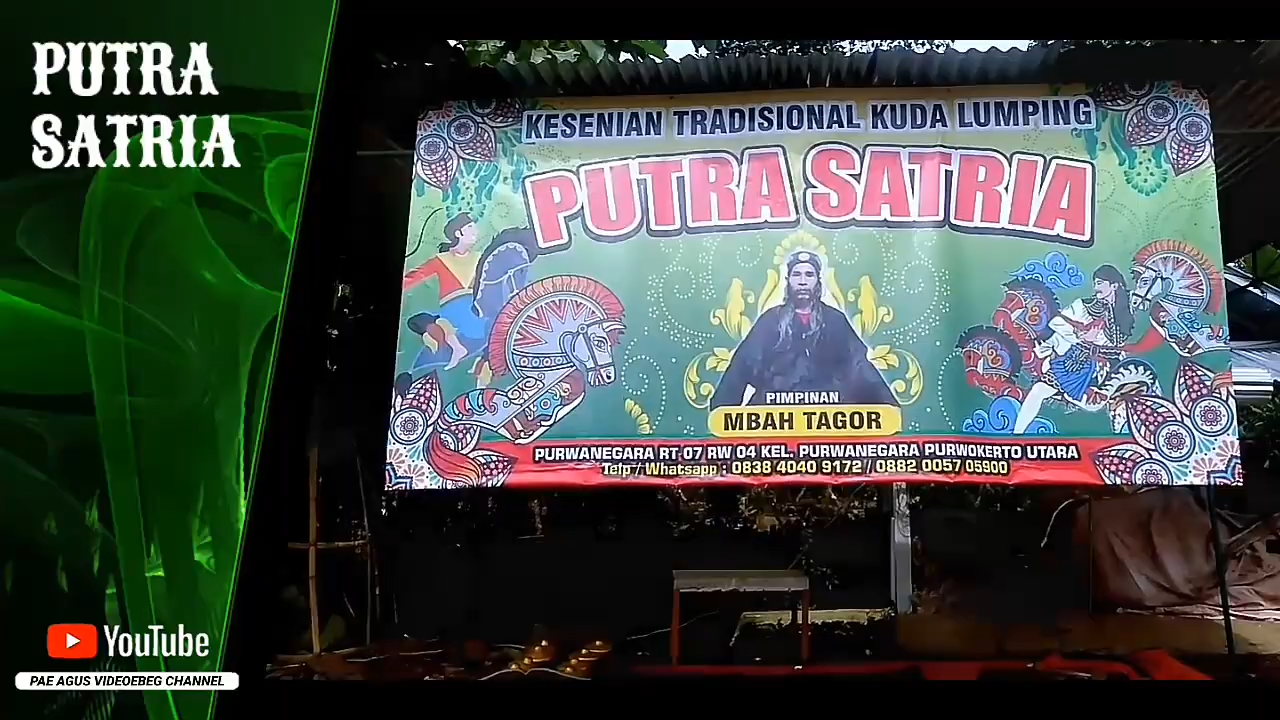 PUTRA
SATRIA
KESENIAN TRADISIONAL KUDA LUMPING
PUTRA SATRIA
PIMPINAN
MBAH TAGOR
PURWANEGARA RT 07 RW 04 KEL. PURWANEGARA PURWOKERTO UTARA
Telp / Whatsapp : 0838 4040 9172 / 0882 0057 05900
YouTube
PAE AGUS VIDEOEBEG CHANNEL